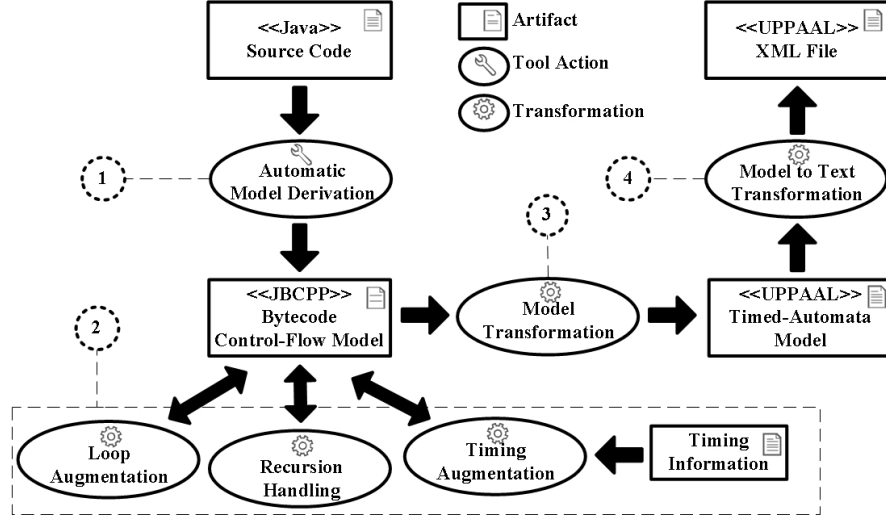 <<Java>>
Source Code
Artifact
Tool Action
Transformation
<<UPPAAL>>
XML File
1
Automatic
Model Derivation
4
Model to Text
Transformation
3
2
<<JBCPP>>
Bytecode
Control-Flow Model
Model
Transformation
<<UPPAAL>>
Timed-Automata
Model
Loop
Augmentation
Recursion
Handling
Timing
Augmentation
Timing
Information